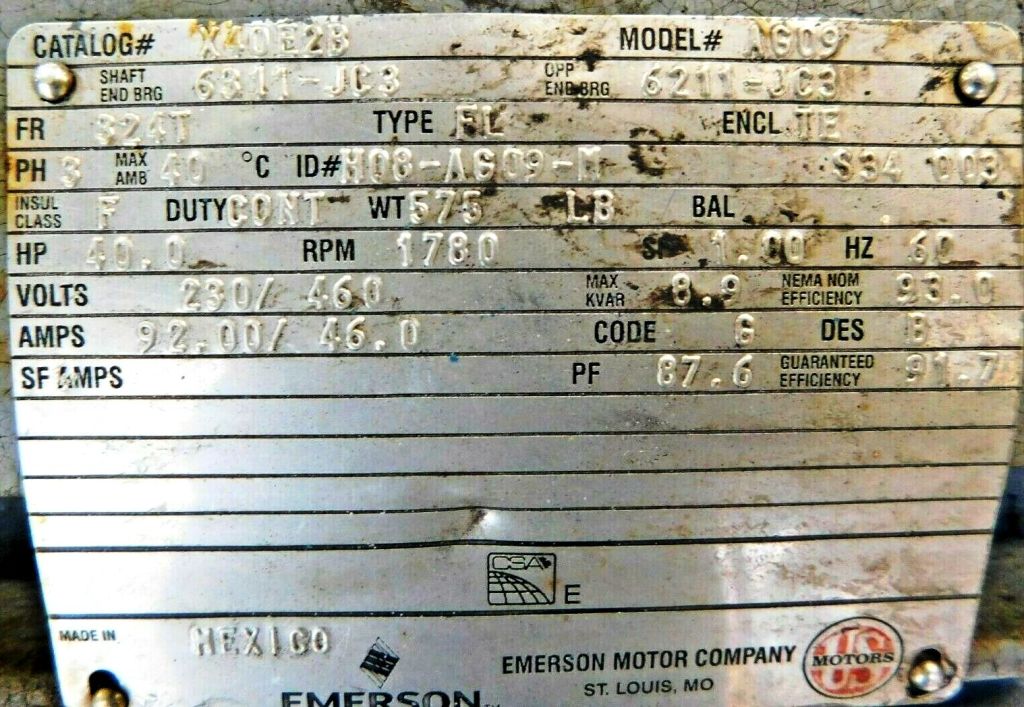 CATALOG# X40E2B MODEL# AG09
SHAFT END BRG 6311-JC3 OPP END BRG 6211-JC3
FR 324T TYPE FL ENCL TE
PH 3 MAX AMB 40 °C ID# H08-AG09-M S34 003
INSUL CLASS F DUTY CONT WT 575 LB BAL
HP 40.0 RPM 1780 SF 1.00 HZ 60
VOLTS 230/ 460 MAX KVAR 8.9 NEMA NOM EFFICIENCY 93.0
AMPS 92.00/ 46.0 CODE G DES B
SF AMPS PF 87.6 GUARANTEED EFFICIENCY 91.7
CSA E
MADE IN MEXICO
EMERSON
EMERSON MOTOR COMPANY
ST. LOUIS, MO
US MOTORS